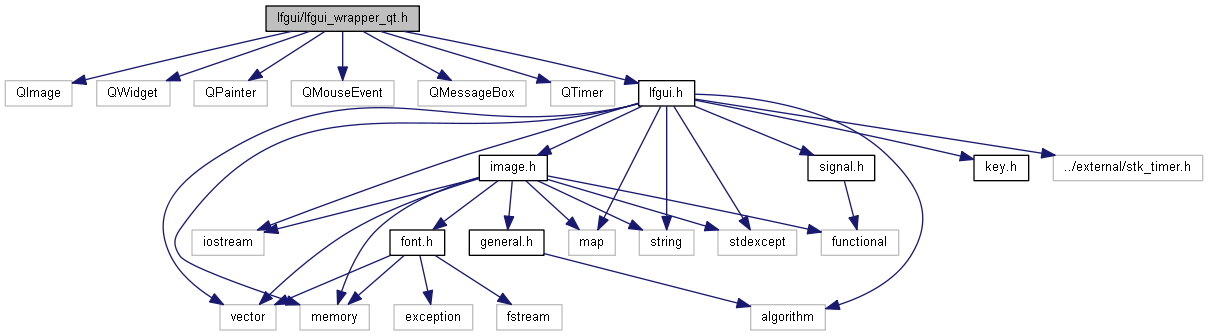 lfgui/lfgui_wrapper_qt.h
QImage
QWidget
QPainter
QMouseEvent
QMessageBox
QTimer
lfgui.h
image.h
signal.h
key.h
../external/stk_timer.h
iostream
font.h
general.h
map
string
stdexcept
functional
vector
memory
exception
fstream
algorithm